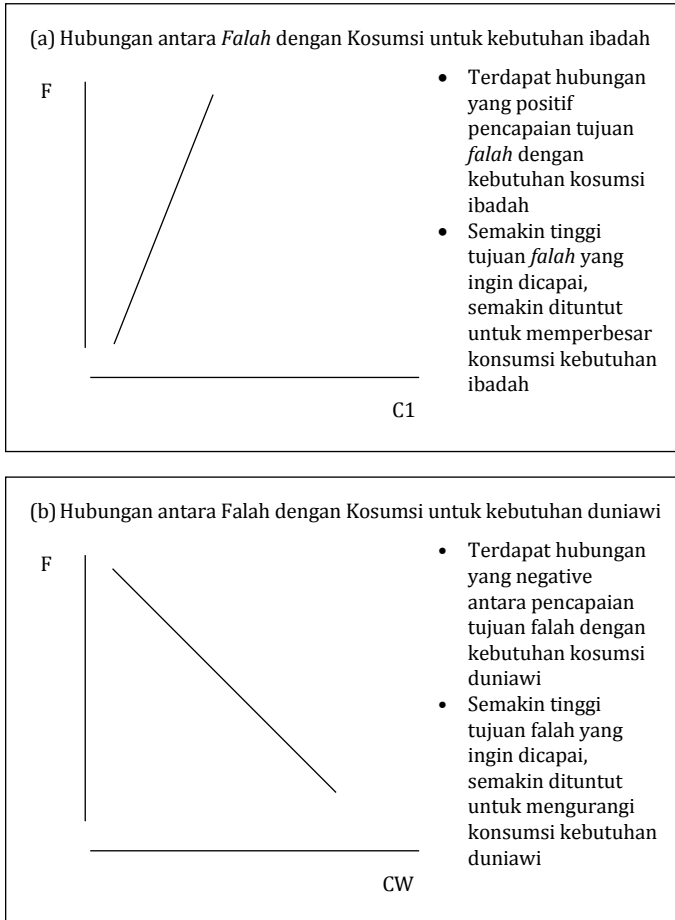 (a) Hubungan antara Falah dengan Kosumsi untuk kebutuhan ibadah
F
C1
• Terdapat hubungan
yang positif
pencapaian tujuan
falah dengan
kebutuhan kosumsi
ibadah
• Semakin tinggi
tujuan falah yang
ingin dicapai,
semakin dituntut
untuk memperbesar
konsumsi kebutuhan
ibadah
(b) Hubungan antara Falah dengan Kosumsi untuk kebutuhan duniawi
F
CW
• Terdapat hubungan
yang negative
antara pencapaian
tujuan falah dengan
kebutuhan kosumsi
duniawi
• Semakin tinggi
tujuan falah yang
ingin dicapai,
semakin dituntut
untuk mengurangi
konsumsi kebutuhan
duniawi